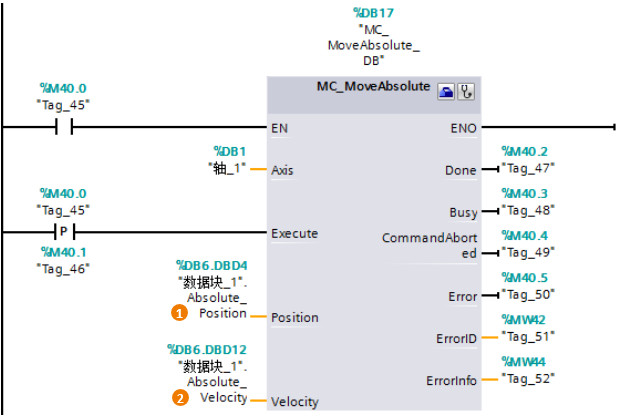 %DB17
"MC_
MoveAbsolute_
DB"
MC_MoveAbsolute
%M40.0
"Tag_45"
EN
ENO
%DB1
"轴_1"
Axis
%M40.2
Done
"Tag_47"
%M40.0
"Tag_45"
P
%M40.1
"Tag_46"
Execute
%M40.3
Busy
"Tag_48"
CommandAbort
ed
%M40.4
"Tag_49"
%DB6.DBD4
"数据块_1".
Absolute_
1 Position
Position
%M40.5
Error
"Tag_50"
%MW42
ErrorID
"Tag_51"
%DB6.DBD12
"数据块_1".
Absolute_
2 Velocity
Velocity
%MW44
ErrorInfo
"Tag_52"